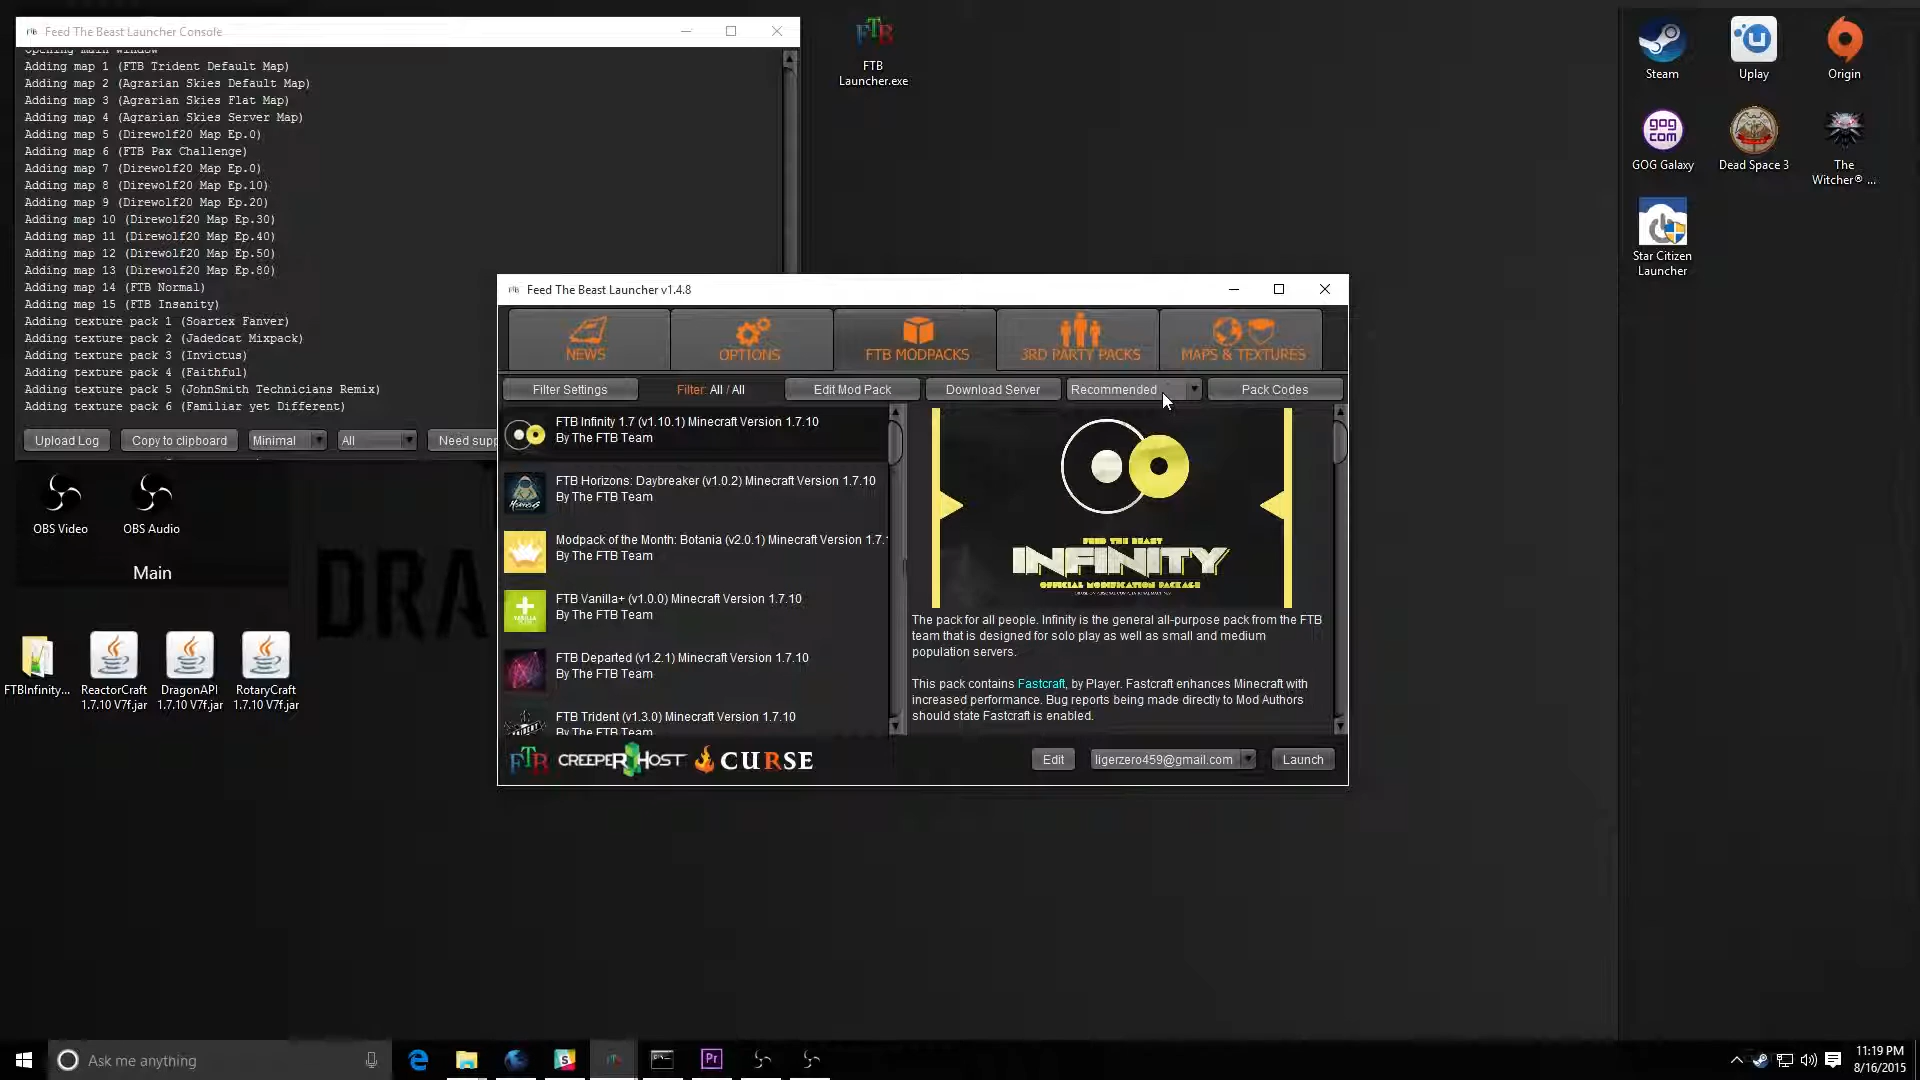 Feed The Beast Launcher Console
Opening main window
Adding map 1 (FTB Trident Default Map)
Adding map 2 (Agrarian Skies Default Map)
Adding map 3 (Agrarian Skies Flat Map)
Adding map 4 (Agrarian Skies Server Map)
Adding map 5 (Direwolf20 Map Ep.0)
Adding map 6 (FTB Pax Challenge)
Adding map 7 (Direwolf20 Map Ep.0)
Adding map 8 (Direwolf20 Map Ep.10)
Adding map 9 (Direwolf20 Map Ep.20)
Adding map 10 (Direwolf20 Map Ep.30)
Adding map 11 (Direwolf20 Map Ep.40)
Adding map 12 (Direwolf20 Map Ep.50)
Adding map 13 (Direwolf20 Map Ep.80)
Adding map 14 (FTB Normal)
Adding map 15 (FTB Insanity)
Adding texture pack 1 (Soartex Fanver)
Adding texture pack 2 (Jadedcat Mixpack)
Adding texture pack 3 (Invictus)
Adding texture pack 4 (Faithful)
Adding texture pack 5 (JohnSmith Technicians Remix)
Adding texture pack 6 (Familiar yet Different)
Upload Log Copy to clipboard Minimal All Need supp
FTB
Launcher.exe
Steam Uplay Origin
GOG Galaxy Dead Space 3 The
Witcher® ...
Star Citizen
Launcher
OBS Video OBS Audio
Main
DRA
FTBInfinity... ReactorCraft DragonAPI RotaryCraft
1.7.10 V7f.jar 1.7.10 V7f.jar 1.7.10 V7f.jar
Feed The Beast Launcher v1.4.8
NEWS OPTIONS FTB MODPACKS 3RD PARTY PACKS MAPS & TEXTURES
Filter Settings Filter: All / All Edit Mod Pack Download Server Recommended Pack Codes
FTB Infinity 1.7 (v1.10.1) Minecraft Version 1.7.10
By The FTB Team
FTB Horizons: Daybreaker (v1.0.2) Minecraft Version 1.7.10
By The FTB Team
Modpack of the Month: Botania (v2.0.1) Minecraft Version 1.7.1
By The FTB Team
FTB Vanilla+ (v1.0.0) Minecraft Version 1.7.10
By The FTB Team
FTB Departed (v1.2.1) Minecraft Version 1.7.10
By The FTB Team
FTB Trident (v1.3.0) Minecraft Version 1.7.10
By The FTB Team
FEED THE BEAST
INFINITY
OFFICIAL MODIFICATION PACKAGE
The pack for all people. Infinity is the general all-purpose pack from the FTB
team that is designed for solo play as well as small and medium
population servers.
This pack contains Fastcraft, by Player. Fastcraft enhances Minecraft with
increased performance. Bug reports being made directly to Mod Authors
should state Fastcraft is enabled.
FTB CREEPERHOST CURSE
Edit ligerzero459@gmail.com Launch
Ask me anything
11:19 PM
8/16/2015